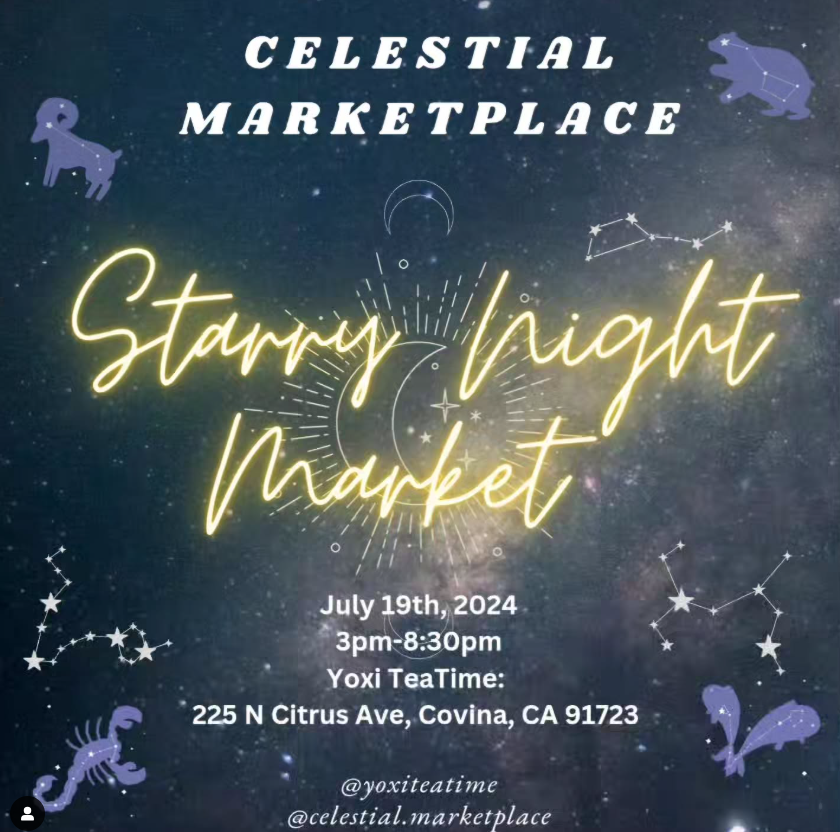 CELESTIAL
MARKETPLACE
Starry Night
Market
July 19th, 2024
3pm-8:30pm
Yoxi TeaTime:
225 N Citrus Ave, Covina, CA 91723
@yoxiteatime
@celestial.marketplace